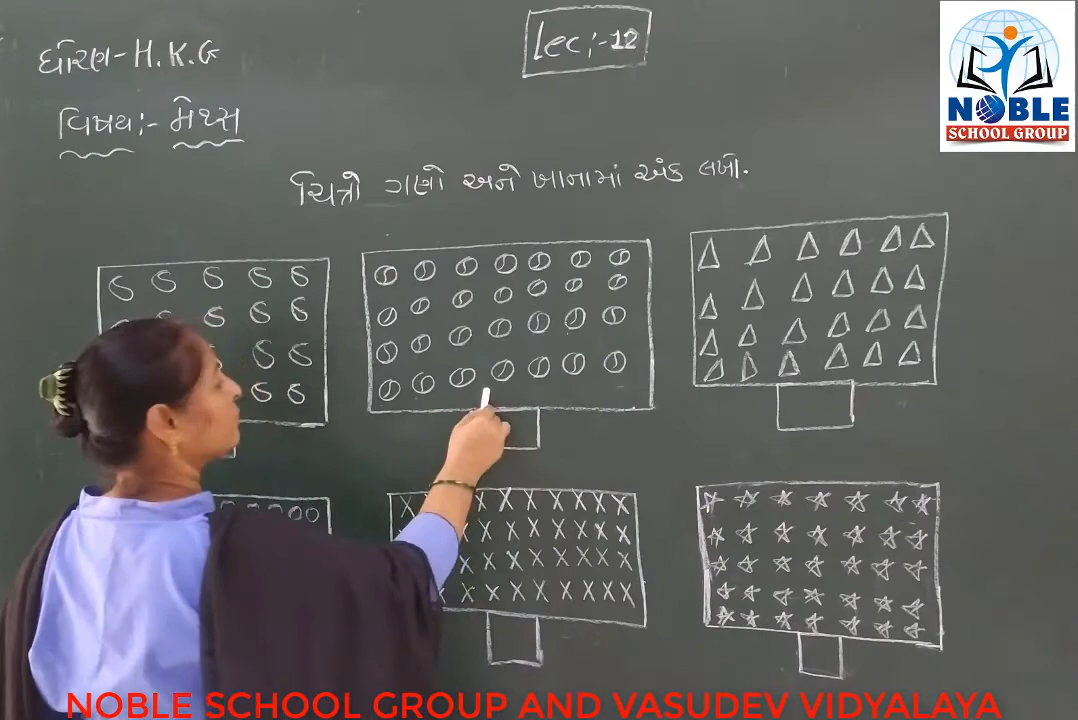 ધોરણ- H.K.G
Lec:-12
વિષય:- મેથ્સ
ચિત્રો ગણો અને ખાનામાં અંક લખો.
NOBLE
SCHOOL GROUP
NOBLE SCHOOL GROUP AND VASUDEV VIDYALAYA